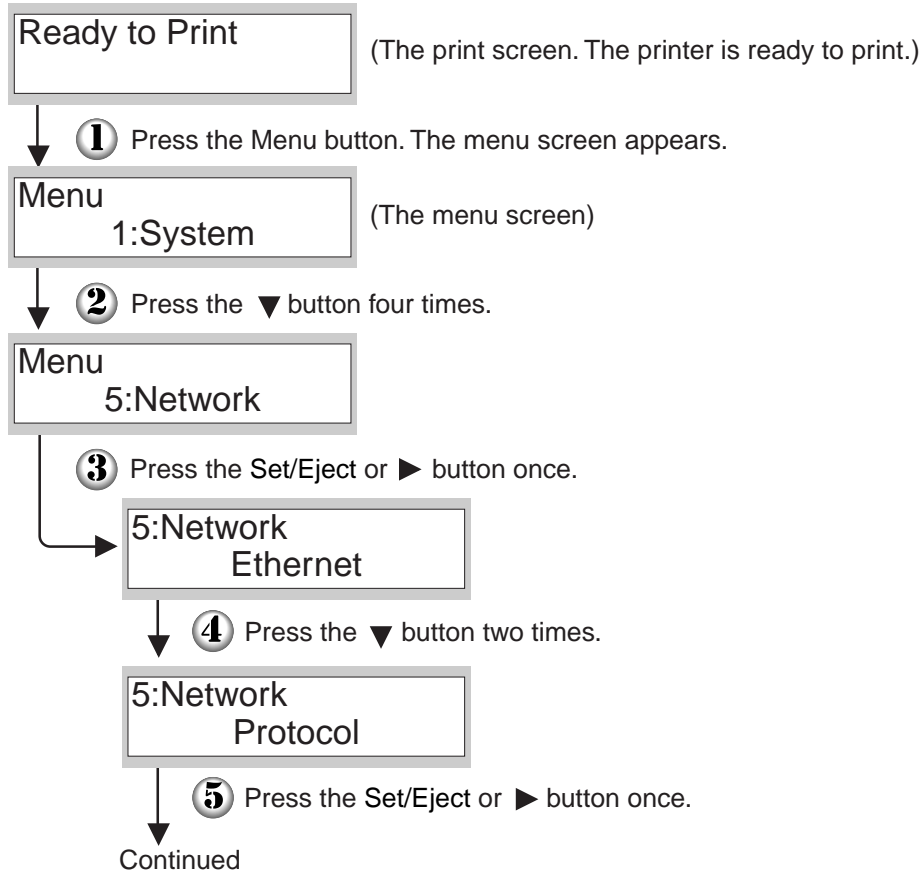 Ready to Print
(The print screen. The printer is ready to print.)
1 Press the Menu button. The menu screen appears.
Menu
1:System
(The menu screen)
2 Press the ▼ button four times.
Menu
5:Network
3 Press the Set/Eject or ▶ button once.
5:Network
Ethernet
4 Press the ▼ button two times.
5:Network
Protocol
5 Press the Set/Eject or ▶ button once.
Continued